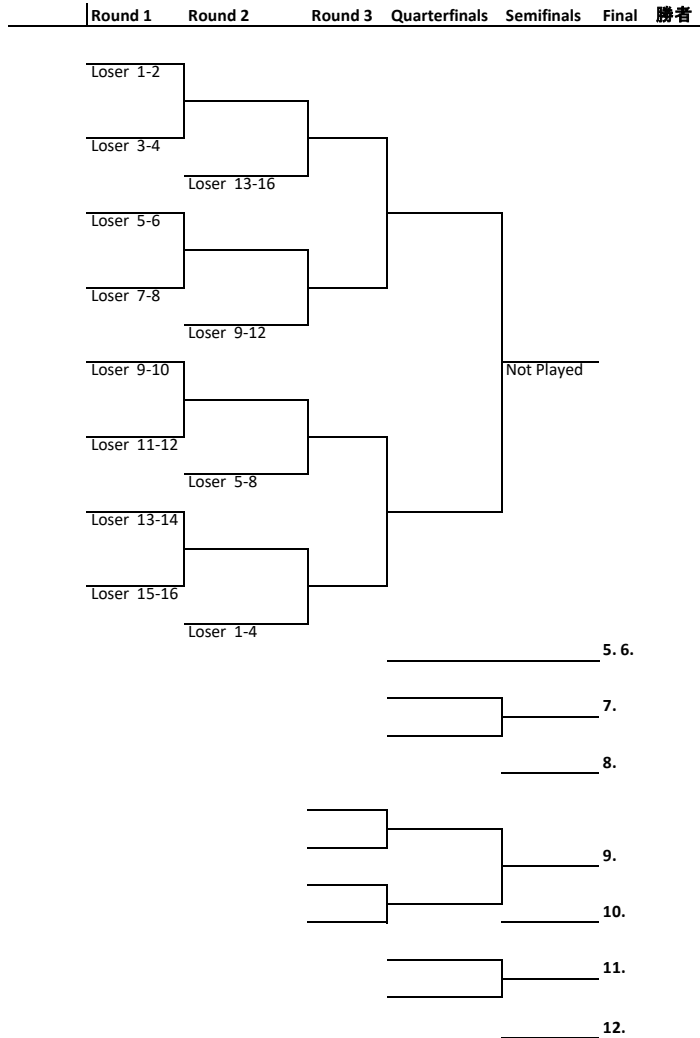 Round 1 Round 2 Round 3 Quarterfinals Semifinals Final 勝者
Loser 1-2
Loser 3-4
Loser 13-16
Loser 5-6
Loser 7-8
Loser 9-12
Loser 9-10
Not Played
Loser 11-12
Loser 5-8
Loser 13-14
Loser 15-16
Loser 1-4
5. 6.
7.
8.
9.
10.
11.
12.